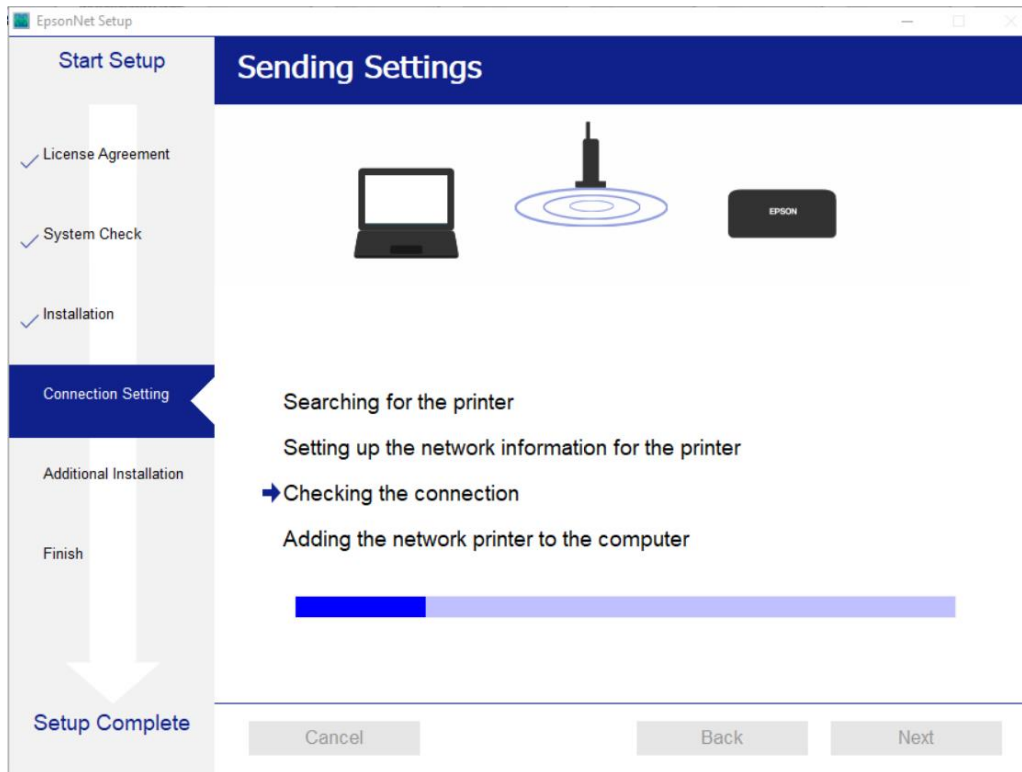 EpsonNet Setup
Start Setup
License Agreement
System Check
Installation
Connection Setting
Additional Installation
Finish
Setup Complete
Sending Settings
EPSON
Searching for the printer
Setting up the network information for the printer
Checking the connection
Adding the network printer to the computer
Cancel
Back
Next